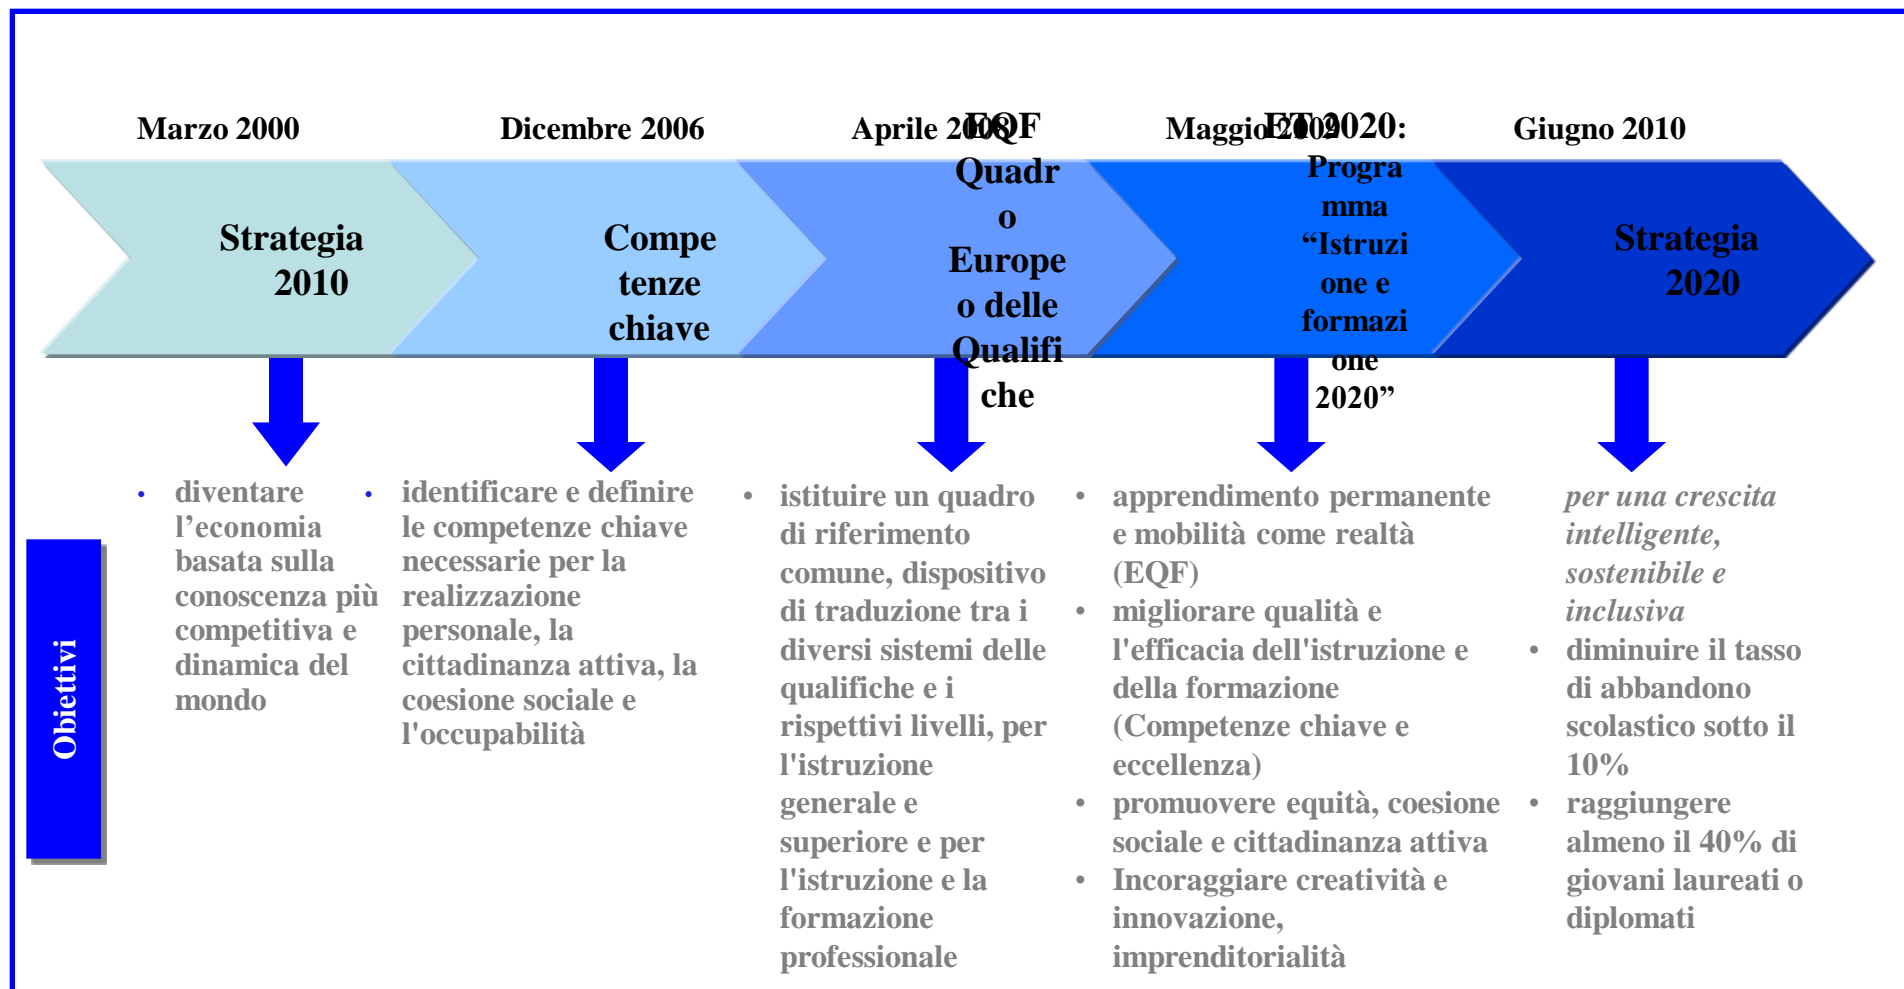 Marzo 2000
Dicembre 2006
Aprile 2008
Maggio 2009
Giugno 2010
Strategia
2010
Compe
tenze
chiave
EQF
Quadr
o
Europe
o delle
Qualifi
che
ET 2020:
Progra
mma
“Istruzi
one e
formazi
one
2020”
Strategia
2020
Obiettivi
• diventare
l’economia
basata sulla
conoscenza più
competitiva e
dinamica del
mondo
• identificare e definire
le competenze chiave
necessarie per la
realizzazione
personale, la
cittadinanza attiva, la
coesione sociale e
l'occupabilità
• istituire un quadro
di riferimento
comune, dispositivo
di traduzione tra i
diversi sistemi delle
qualifiche e i
rispettivi livelli, per
l'istruzione
generale e
superiore e per
l'istruzione e la
formazione
professionale
• apprendimento permanente
e mobilità come realtà
(EQF)
• migliorare qualità e
l'efficacia dell'istruzione e
della formazione
(Competenze chiave e
eccellenza)
• promuovere equità, coesione
sociale e cittadinanza attiva
• Incoraggiare creatività e
innovazione,
imprenditorialità
per una crescita
intelligente,
sostenibile e
inclusiva
• diminuire il tasso
di abbandono
scolastico sotto il
10%
• raggiungere
almeno il 40% di
giovani laureati o
diplomati